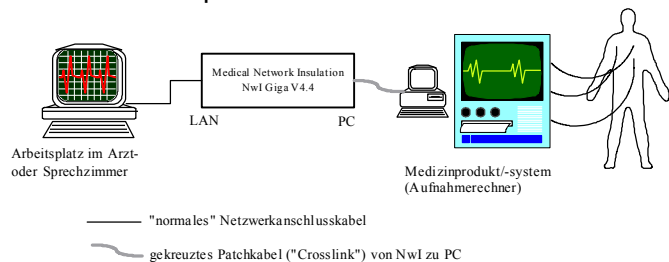 Medical Network Insulation
NwI Giga V4.4
LAN
PC
Arbeitsplatz im Arzt-
oder Sprechzimmer
Medizinprodukt/-system
(Aufnahmerechner)
"normales" Netzwerkanschlusskabel
gekreuztes Patchkabel ("Crosslink") von NwI zu PC